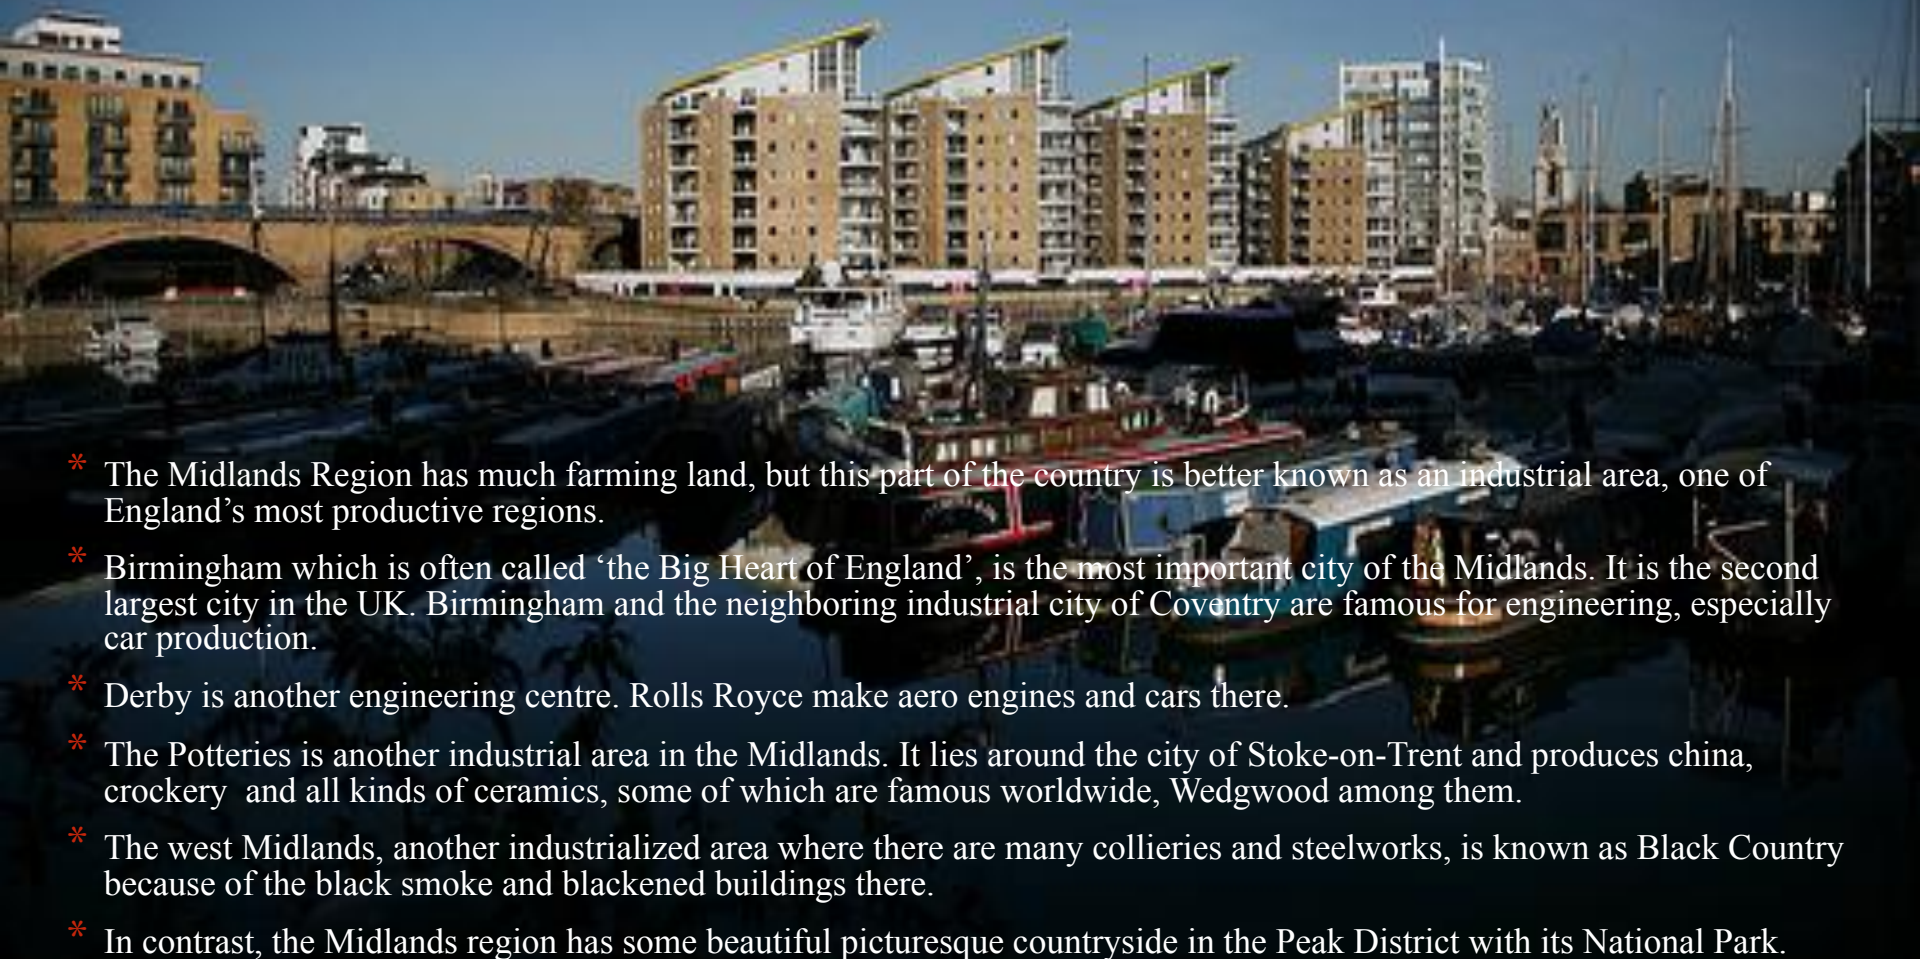 * The Midlands Region has much farming land, but this part of the country is better known as an industrial area, one of
England’s most productive regions.
* Birmingham which is often called ‘the Big Heart of England’, is the most important city of the Midlands. It is the second
largest city in the UK. Birmingham and the neighboring industrial city of Coventry are famous for engineering, especially
car production.
* Derby is another engineering centre. Rolls Royce make aero engines and cars there.
* The Potteries is another industrial area in the Midlands. It lies around the city of Stoke-on-Trent and produces china,
crockery  and all kinds of ceramics, some of which are famous worldwide, Wedgwood among them.
* The west Midlands, another industrialized area where there are many collieries and steelworks, is known as Black Country
because of the black smoke and blackened buildings there.
* In contrast, the Midlands region has some beautiful picturesque countryside in the Peak District with its National Park.